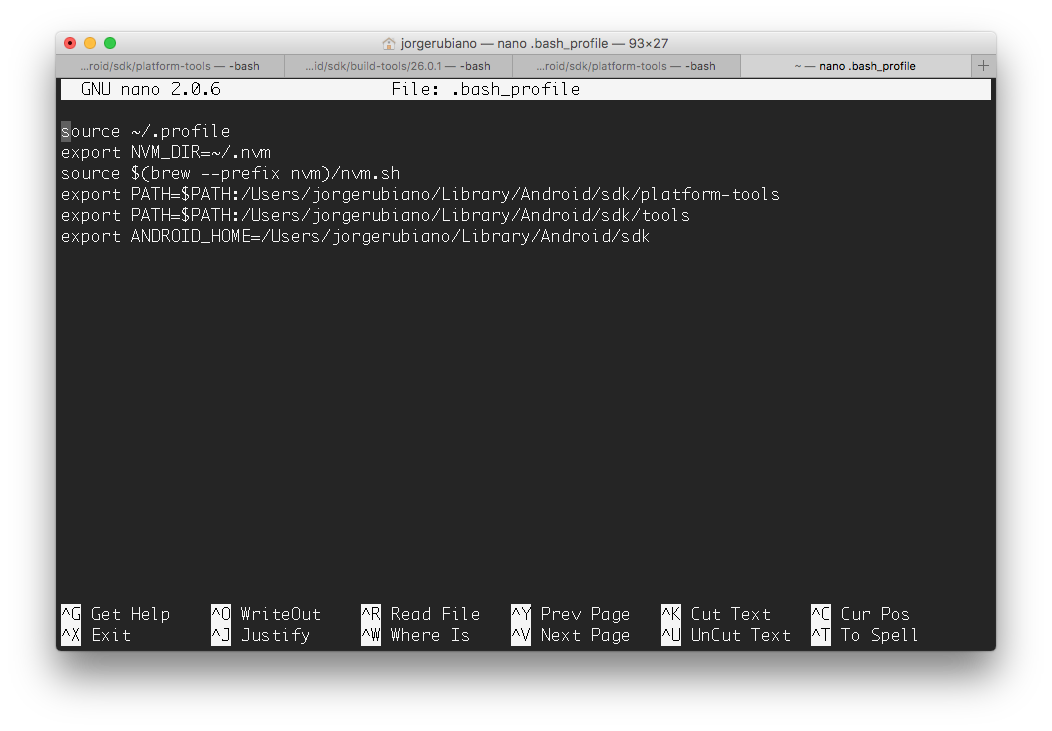 jorgerubiano — nano .bash_profile — 93×27
...roid/sdk/platform-tools — -bash ...id/sdk/build-tools/26.0.1 — -bash ...roid/sdk/platform-tools — -bash ~ — nano .bash_profile +
GNU nano 2.0.6 File: .bash_profile
source ~/.profile
export NVM_DIR=~/.nvm
source $(brew --prefix nvm)/nvm.sh
export PATH=$PATH:/Users/jorgerubiano/Library/Android/sdk/platform-tools
export PATH=$PATH:/Users/jorgerubiano/Library/Android/sdk/tools
export ANDROID_HOME=/Users/jorgerubiano/Library/Android/sdk
^G Get Help ^O WriteOut ^R Read File ^Y Prev Page ^K Cut Text ^C Cur Pos
^X Exit ^J Justify ^W Where Is ^V Next Page ^U UnCut Text ^T To Spell